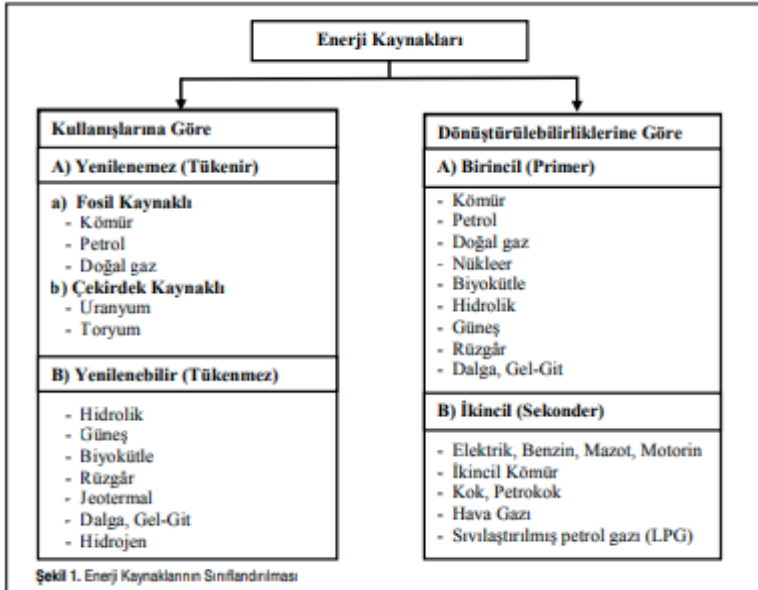 Enerji Kaynakları
Kullanışlarına Göre
A) Yenilenemez (Tükenir)
a) Fosil Kaynaklı
- Kömür
- Petrol
- Doğal gaz
b) Çekirdek Kaynaklı
- Uranyum
- Toryum
B) Yenilenebilir (Tükenmez)
- Hidrolik
- Güneş
- Biyokütle
- Rüzgâr
- Jeotermal
- Dalga, Gel-Git
- Hidrojen
Dönüştürülebilirliklerine Göre
A) Birincil (Primer)
- Kömür
- Petrol
- Doğal gaz
- Nükleer
- Biyokütle
- Hidrolik
- Güneş
- Rüzgâr
- Dalga, Gel-Git
B) İkincil (Sekonder)
- Elektrik, Benzin, Mazot, Motorin
- İkincil Kömür
- Kok, Petrokok
- Hava Gazı
- Sıvılaştırılmış petrol gazı (LPG)
Şekil 1. Enerji Kaynaklarının Sınıflandırılması